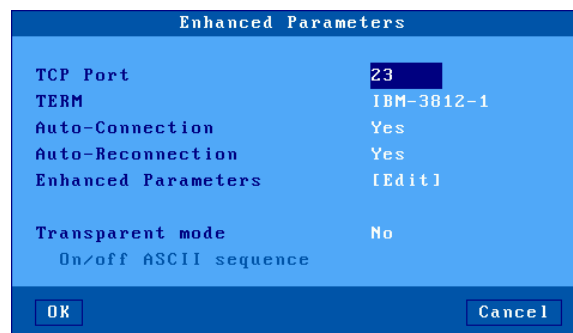 Enhanced Parameters
TCP Port 23
TERM IBM-3812-1
Auto-Connection Yes
Auto-Reconnection Yes
Enhanced Parameters [Edit]
Transparent mode No
On/off ASCII sequence
OK Cancel